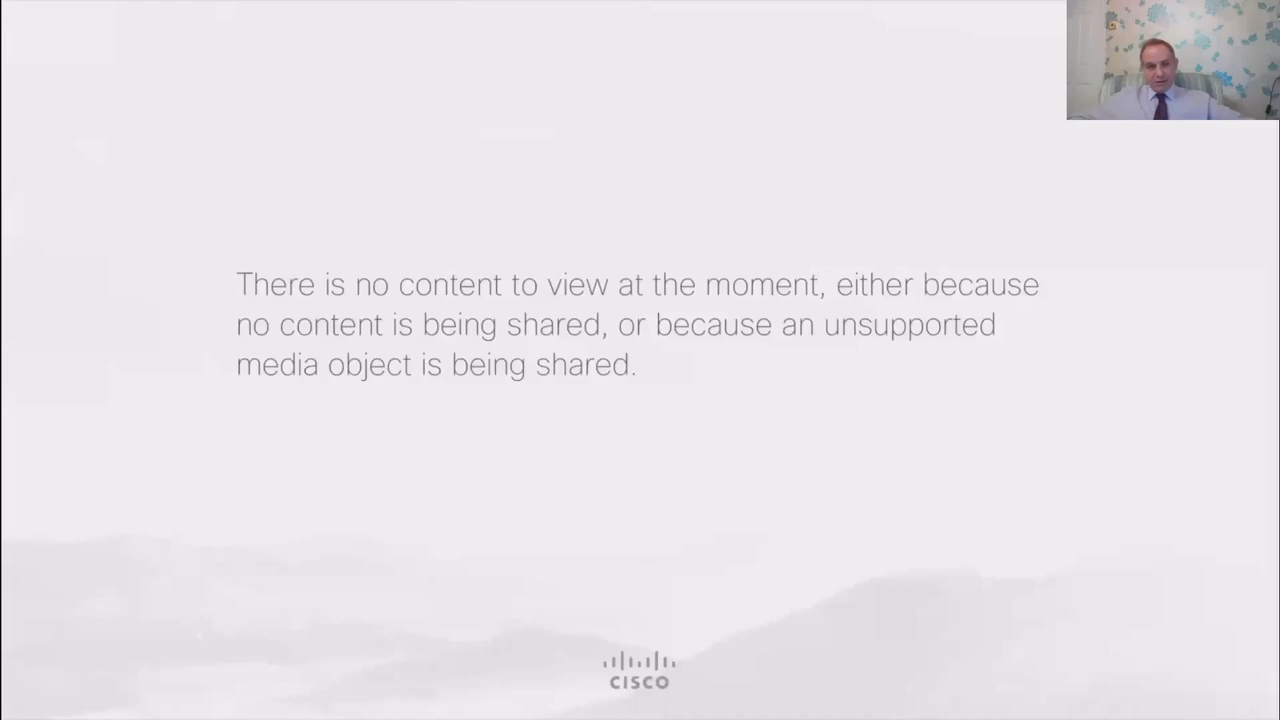 There is no content to view at the moment, either because
no content is being shared, or because an unsupported
media object is being shared.
CISCO